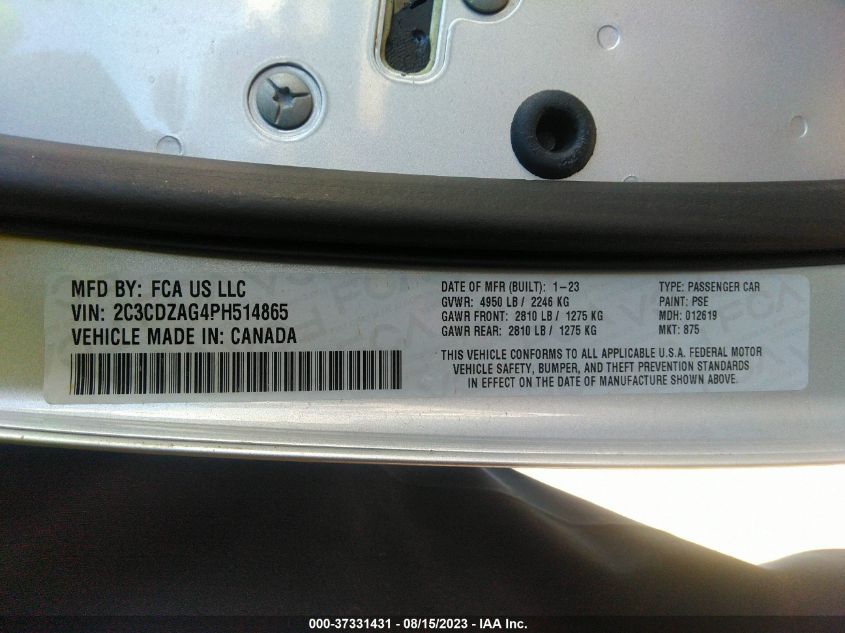 MFD BY: FCA US LLC
VIN: 2C3CDZAG4PH514865
VEHICLE MADE IN: CANADA
DATE OF MFR (BUILT): 1-23
GVWR: 4950 LB / 2246 KG
GAWR FRONT: 2810 LB / 1275 KG
GAWR REAR: 2810 LB / 1275 KG
TYPE: PASSENGER CAR
PAINT: PSE
MDH: 012619
MKT: 875
THIS VEHICLE CONFORMS TO ALL APPLICABLE U.S.A. FEDERAL MOTOR
VEHICLE SAFETY, BUMPER, AND THEFT PREVENTION STANDARDS
IN EFFECT ON THE DATE OF MANUFACTURE SHOWN ABOVE.
000-37331431 - 08/15/2023 - IAA Inc.